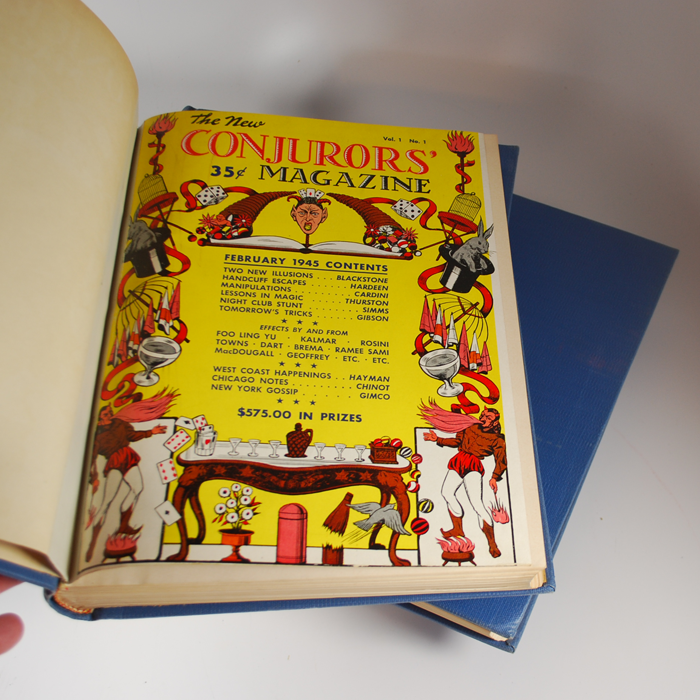 The New
Vol. 1 No. 1
CONJURORS'
35¢ MAGAZINE
FEBRUARY 1945 CONTENTS
TWO NEW ILLUSIONS . . . BLACKSTONE
HANDCUFF ESCAPES . . . . . . . HARDEEN
MANIPULATIONS . . . . . . . . . . CARDINI
LESSONS IN MAGIC . . . . . . THURSTON
NIGHT CLUB STUNT . . . . . . . . . SIMMS
TOMORROW'S TRICKS . . . . . . . GIBSON
★ ★ ★
EFFECTS BY AND FROM
FOO LING YU · KALMAR · ROSINI
TOWNS · DART · BREMA · RAMEE SAMI
MacDOUGALL · GEOFFREY · ETC. · ETC.
★ ★ ★
WEST COAST HAPPENINGS . . HAYMAN
CHICAGO NOTES . . . . . . . . . CHINOT
NEW YORK GOSSIP . . . . . . GIMCO
★ ★ ★
$575.00 IN PRIZES